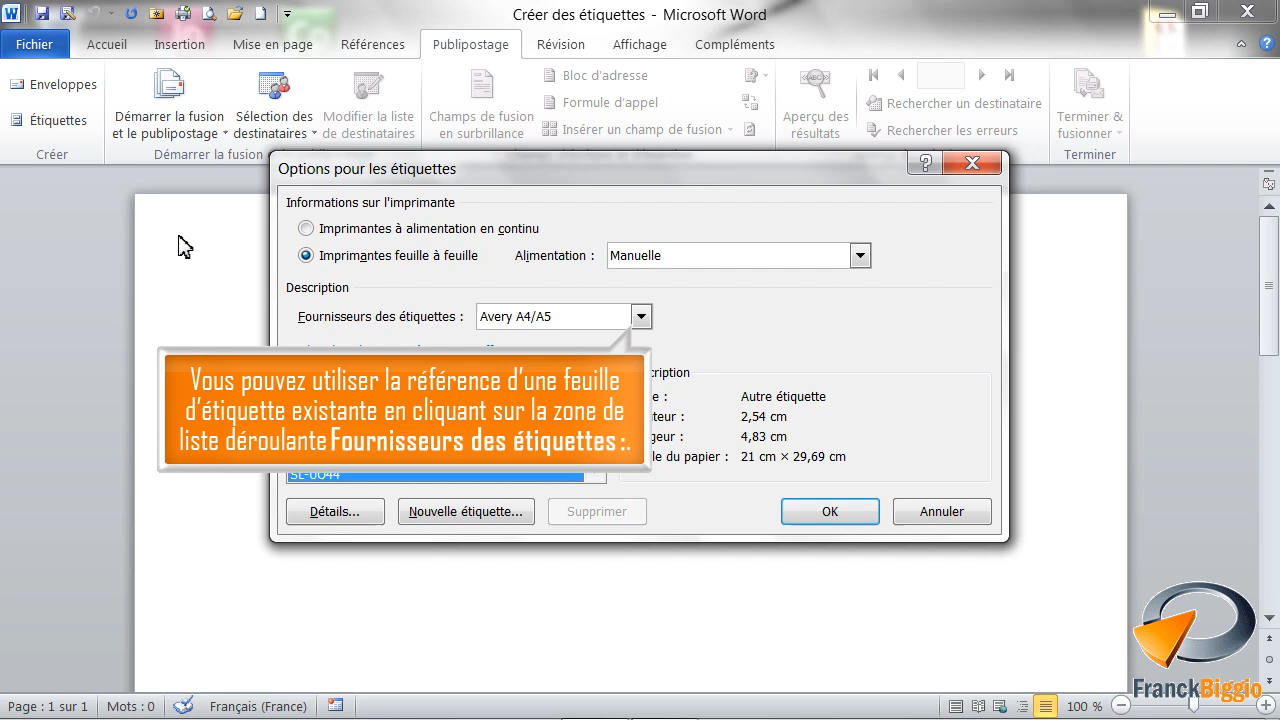 Créer des étiquettes - Microsoft Word
Fichier Accueil Insertion Mise en page Références Publipostage Révision Affichage Compléments
Enveloppes
Étiquettes
Créer
Démarrer la fusion
et le publipostage
Sélection des
destinataires
Modifier la liste
de destinataires
Démarrer la fusion
Champs de fusion
en surbrillance
Bloc d'adresse
Formule d'appel
Insérer un champ de fusion
Aperçu des
résultats
Rechercher un destinataire
Rechercher les erreurs
Terminer &
fusionner
Terminer
Options pour les étiquettes
Informations sur l'imprimante
Imprimantes à alimentation en continu
Imprimantes feuille à feuille Alimentation : Manuelle
Description
Fournisseurs des étiquettes : Avery A4/A5
Vous pouvez utiliser la référence d'une feuille
d'étiquette existante en cliquant sur la zone de
liste déroulante Fournisseurs des étiquettes :.
Autre étiquette
2,54 cm
4,83 cm
du papier : 21 cm × 29,69 cm
SL-0044
Détails... Nouvelle étiquette... Supprimer OK Annuler
FranckBiggio
Page : 1 sur 1 Mots : 0 Français (France) 100 %